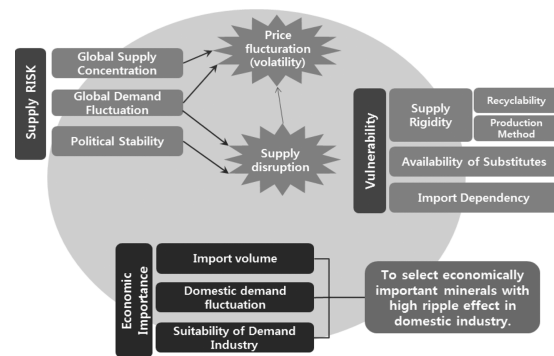 Supply RISK
Global Supply
Concentration
Global Demand
Fluctuation
Political Stability
Price
flucturation
(volatility)
Supply
disruption
Vulnerability
Supply
Rigidity
Recyclability
Production
Method
Availability of Substitutes
Import Dependency
Economic
Importance
Import volume
Domestic demand
fluctuation
Suitability of Demand
Industry
To select economically
important minerals with
high ripple effect in
domestic industry.